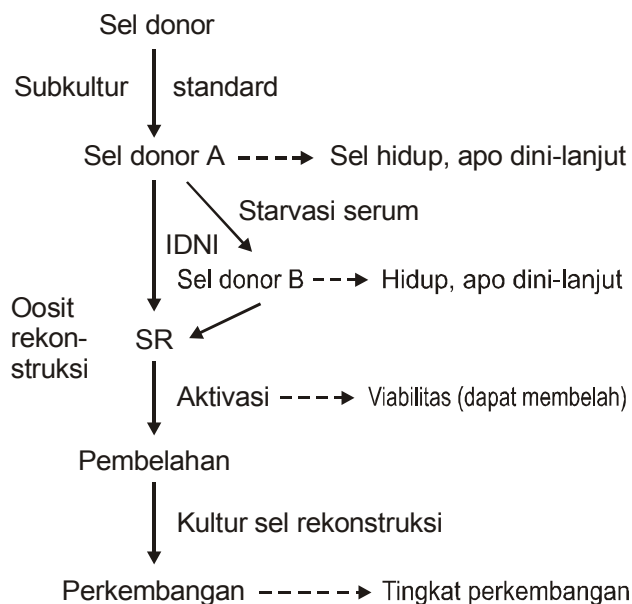 Sel donor
Subkultur standard
Sel donor A Sel hidup, apo dini-lanjut
Starvasi serum
IDNI
Sel donor B Hidup, apo dini-lanjut
Oosit
rekon-
struksi
SR
Aktivasi Viabilitas (dapat membelah)
Pembelahan
Kultur sel rekonstruksi
Perkembangan Tingkat perkembangan